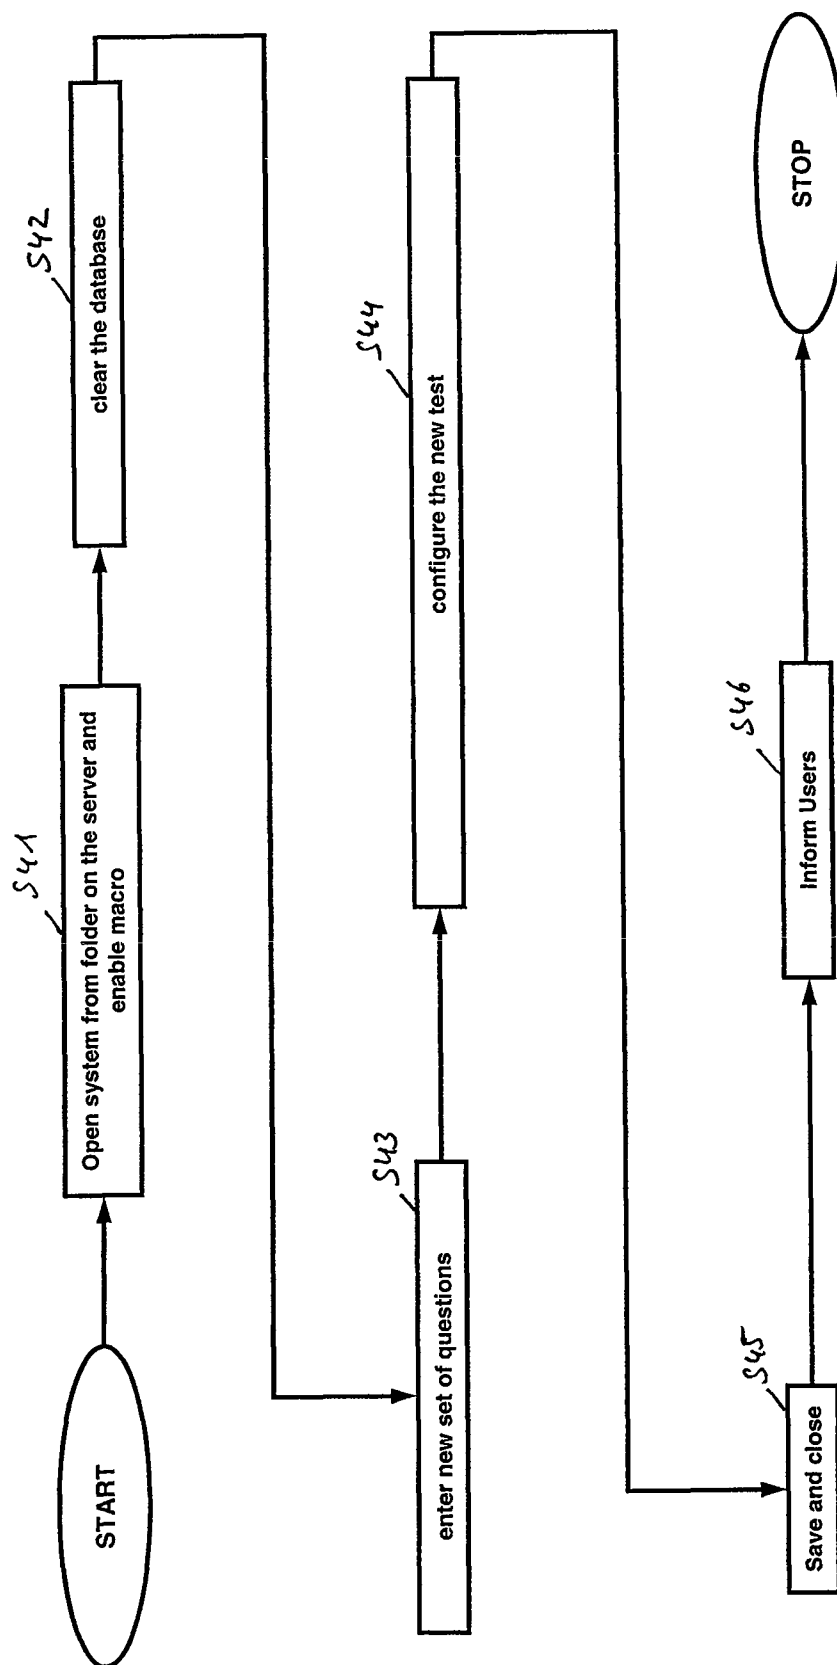 START
S41
Open system from folder on the server and
enable macro
S42
clear the database
S43
enter new set of questions
S44
configure the new test
S45
Save and close
S46
Inform Users
STOP